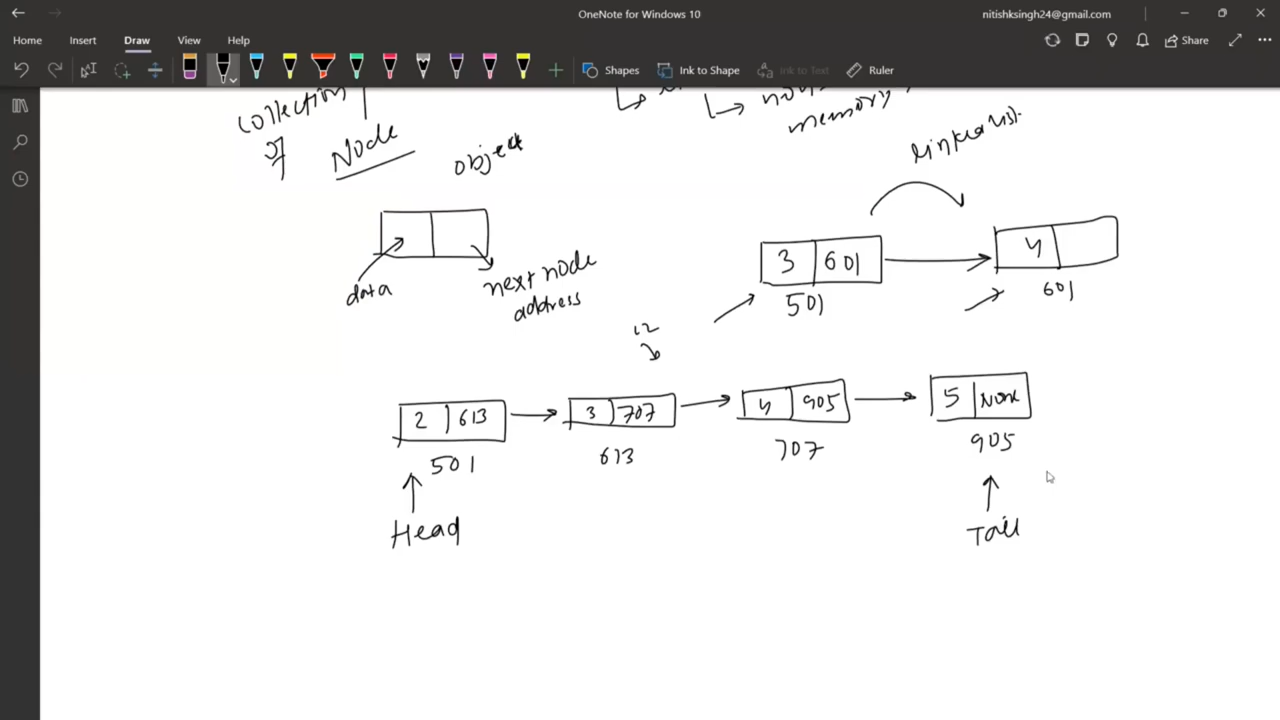 OneNote for Windows 10
nitishksingh24@gmail.com
Home Insert Draw View Help
Share
Shapes Ink to Shape Ink to Text Ruler
collection
of Node
object
memory
linked list
data
next node
address
3 601
501
4
601
12
2 613
501
3 707
613
4 905
707
5 None
905
Head
Tail